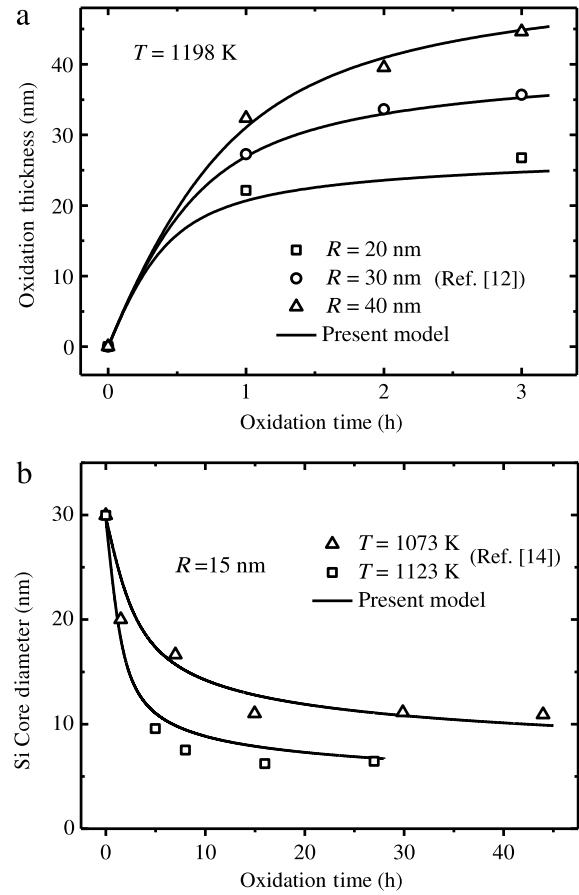 a
T = 1198 K
40
30
20
10
0
Oxidation thickness (nm)
R = 20 nm
R = 30 nm (Ref. [12])
R = 40 nm
Present model
0 1 2 3
Oxidation time (h)
b
30
20
10
0
Si Core diameter (nm)
R=15 nm
T = 1073 K (Ref. [14])
T = 1123 K
Present model
0 10 20 30 40
Oxidation time (h)